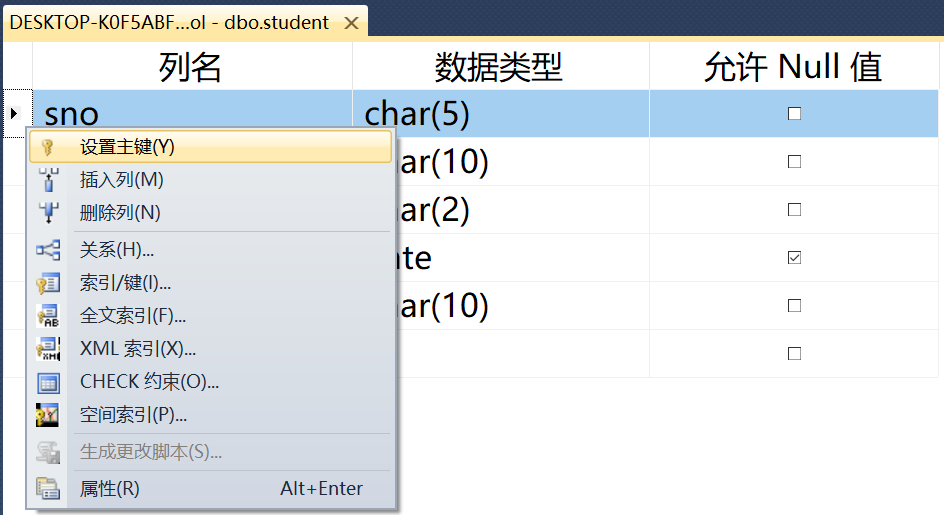 DESKTOP-K0F5ABF...ol - dbo.student
列名 数据类型 允许 Null 值
sno char(5)
设置主键(Y) ar(10)
插入列(M)
删除列(N) ar(2)
关系(H)... te
索引/键(I)...
全文索引(F)... ar(10)
XML 索引(X)...
CHECK 约束(O)...
空间索引(P)...
生成更改脚本(S)...
属性(R) Alt+Enter